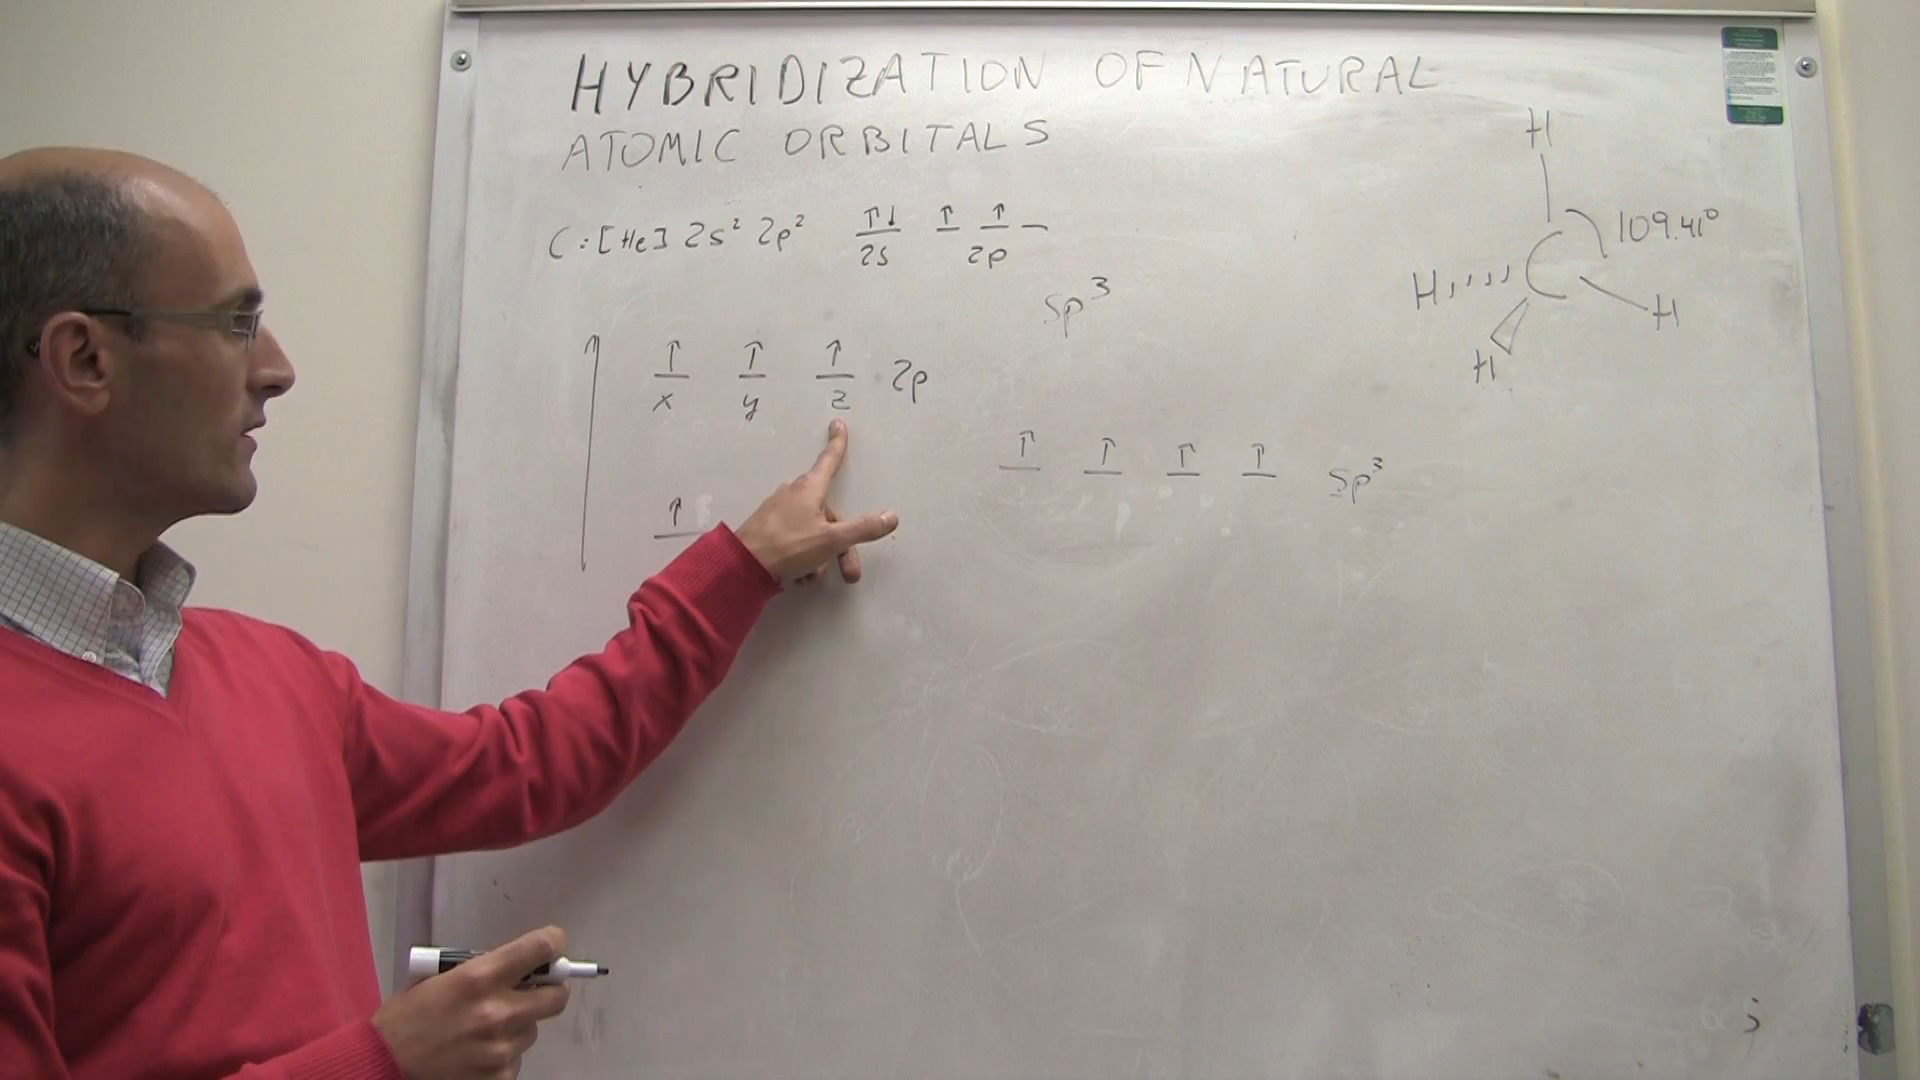 HYBRIDIZATION OF NATURAL
ATOMIC ORBITALS
C:[He] 2s² 2p² ↑↓ ↑ ↑
2s 2p
sp³
↑ ↑ ↑ 2p
x y z
↑ ↑ ↑ ↑ sp³
↑
H
109.41°
H C H
H